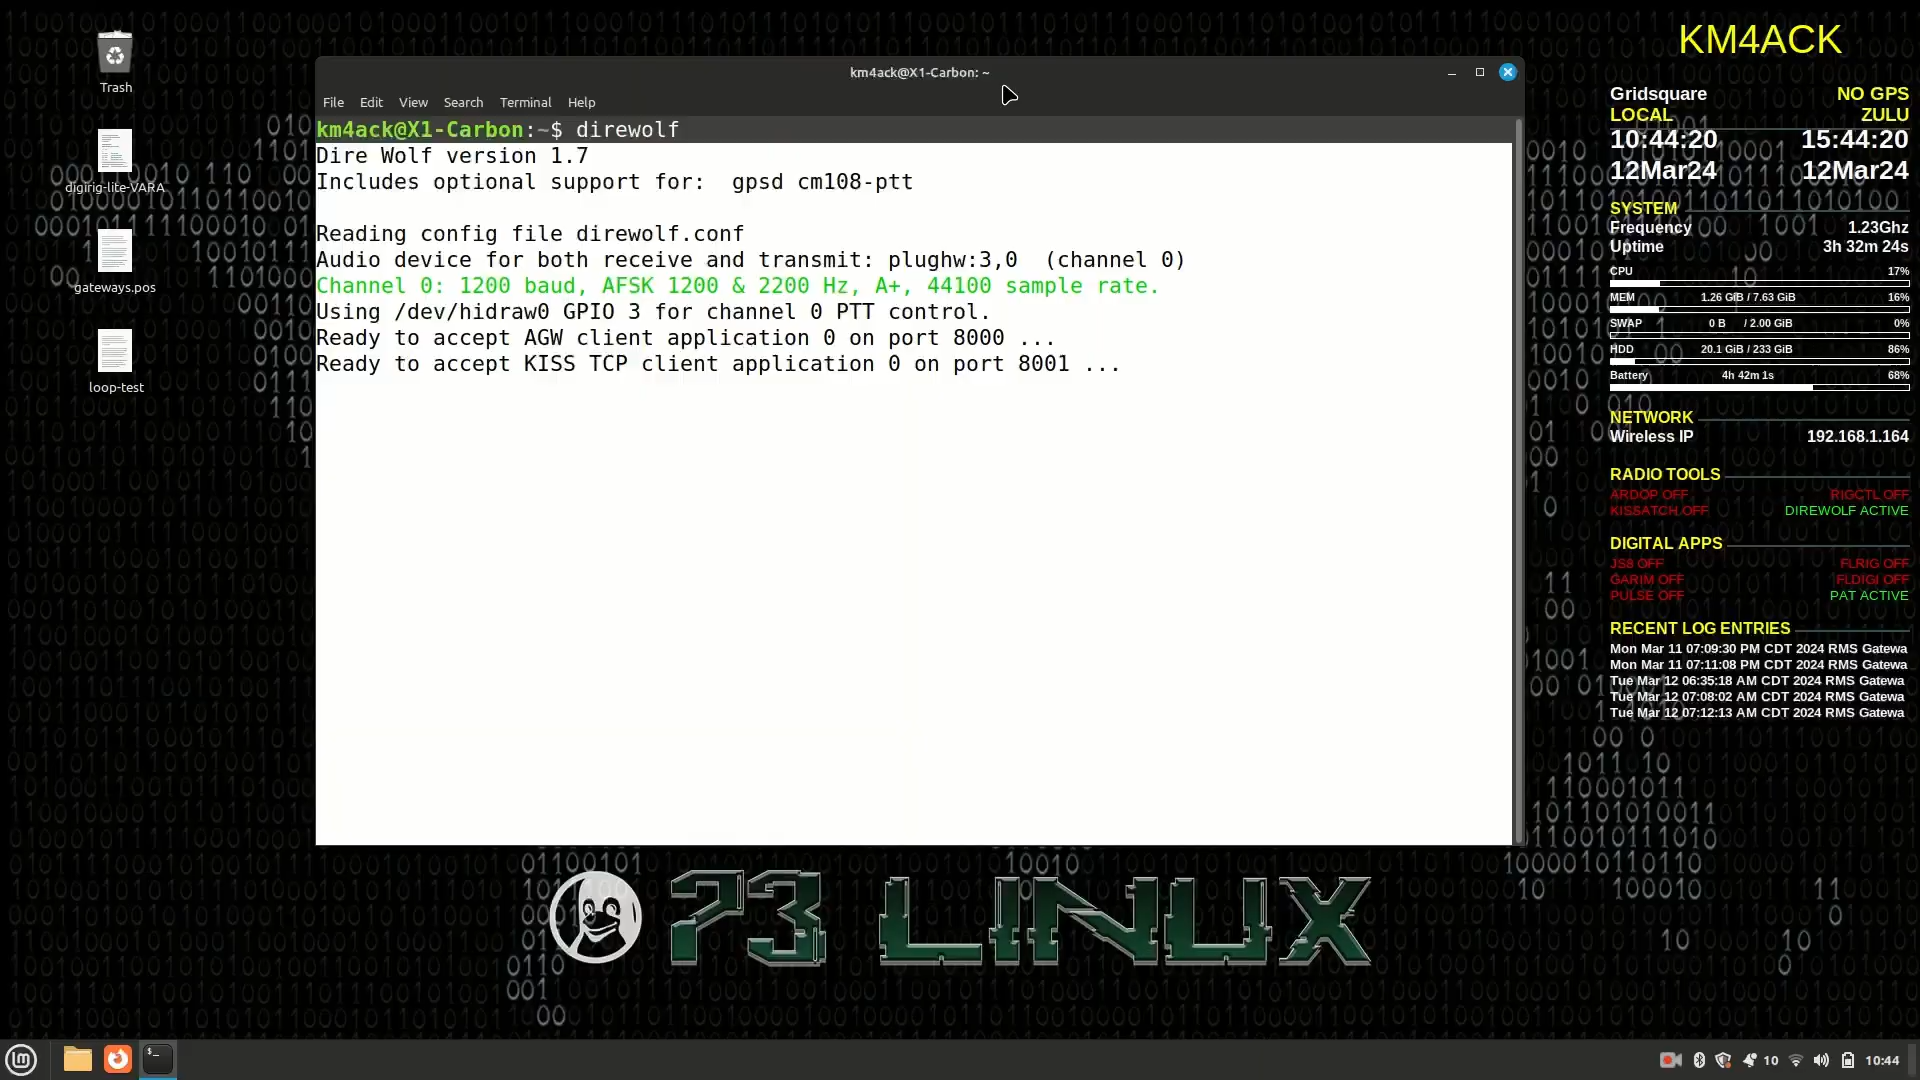 Trash
digirig-lite-VARA
gateways.pos
loop-test
km4ack@X1-Carbon: ~
File Edit View Search Terminal Help
km4ack@X1-Carbon:~$ direwolf
Dire Wolf version 1.7
Includes optional support for:  gpsd cm108-ptt
Reading config file direwolf.conf
Audio device for both receive and transmit: plughw:3,0  (channel 0)
Channel 0: 1200 baud, AFSK 1200 & 2200 Hz, A+, 44100 sample rate.
Using /dev/hidraw0 GPIO 3 for channel 0 PTT control.
Ready to accept AGW client application 0 on port 8000 ...
Ready to accept KISS TCP client application 0 on port 8001 ...
KM4ACK
Gridsquare NO GPS
LOCAL ZULU
10:44:20 15:44:20
12Mar24 12Mar24
SYSTEM
Frequency 1.23Ghz
Uptime 3h 32m 24s
CPU 17%
MEM 1.26 GiB / 7.63 GiB 16%
SWAP 0 B / 2.00 GiB 0%
HDD 20.1 GiB / 233 GiB 86%
Battery 4h 42m 1s 68%
NETWORK
Wireless IP 192.168.1.164
RADIO TOOLS
ARDOP OFF RIGCTL OFF
KISSATCH OFF DIREWOLF ACTIVE
DIGITAL APPS
JS8 OFF FLRIG OFF
GARIM OFF FLDIGI OFF
PULSE OFF PAT ACTIVE
RECENT LOG ENTRIES
Mon Mar 11 07:09:30 PM CDT 2024 RMS Gatewa
Mon Mar 11 07:11:08 PM CDT 2024 RMS Gatewa
Tue Mar 12 06:35:18 AM CDT 2024 RMS Gatewa
Tue Mar 12 07:08:02 AM CDT 2024 RMS Gatewa
Tue Mar 12 07:12:13 AM CDT 2024 RMS Gatewa
73 LINUX
10 10:44